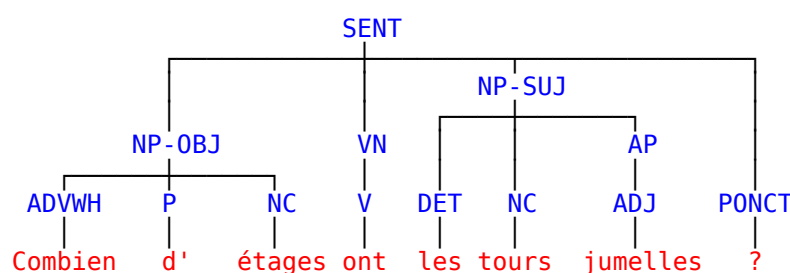 SENT
NP-SUJ
NP-OBJ VN AP
ADVWH P NC V DET NC ADJ PONCT
Combien d' étages ont les tours jumelles ?